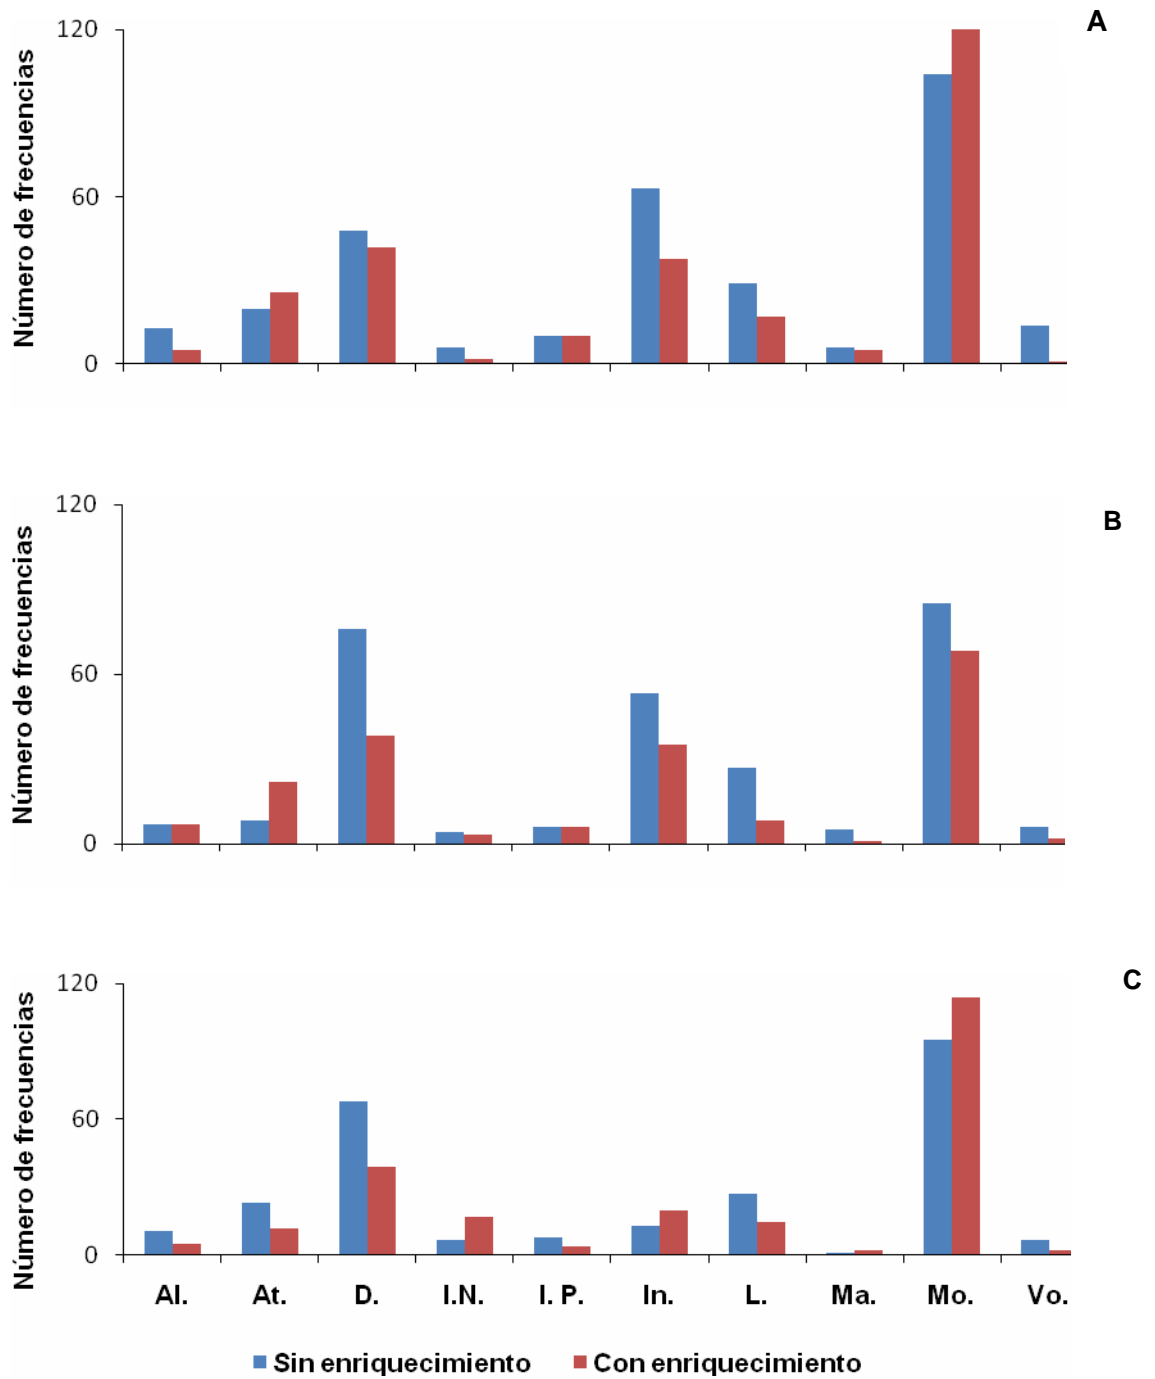 A
Número de frecuencias
120
60
0
B
Número de frecuencias
120
60
0
C
Número de frecuencias
120
60
0
Al. At. D. I.N. I. P. In. L. Ma. Mo. Vo.
Sin enriquecimiento Con enriquecimiento